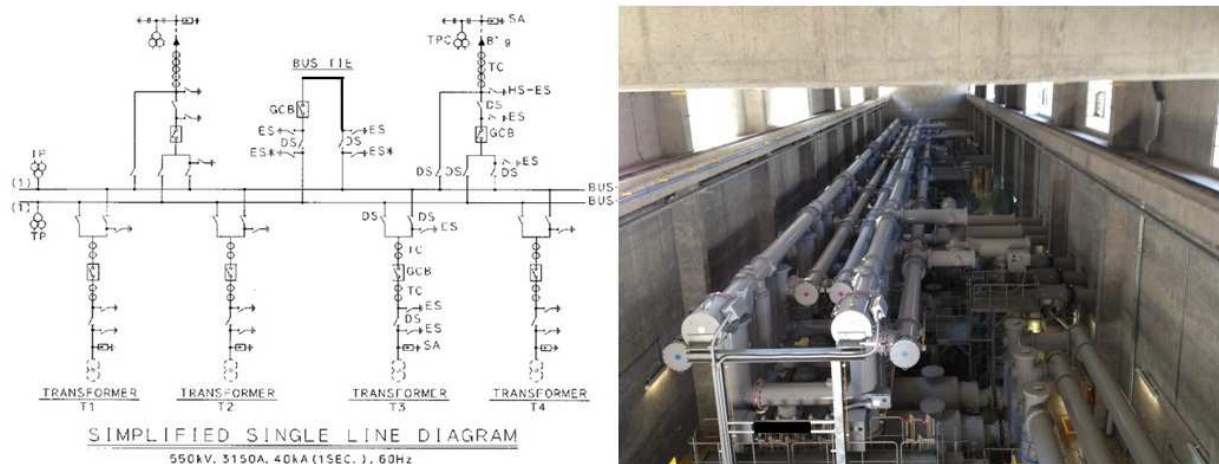 SA
TPC
B'g
TC
BUS TIE
HS-ES
DS
GCB
ES
GCB
ES
ES
DS
DS
ES*
ES*
ES
TP
DS
DS
DS
(1)
BUS-
(1)
BUS-
TP
DS
DS
ES
TC
GCB
TC
ES
DS
ES
SA
TRANSFORMER
T1
TRANSFORMER
T2
TRANSFORMER
T3
TRANSFORMER
T4
SIMPLIFIED SINGLE LINE DIAGRAM
550kV, 3150A, 40kA(1SEC.), 60Hz